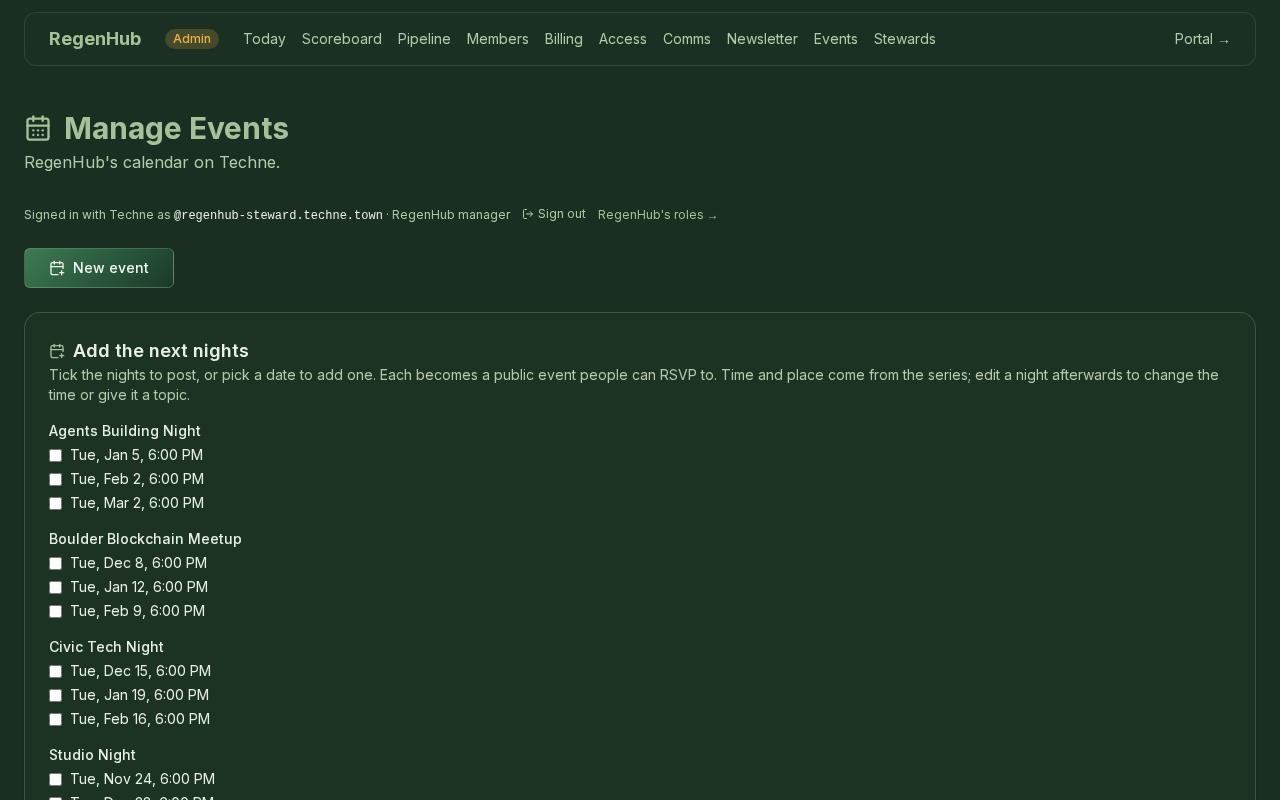 RegenHub Admin Today Scoreboard Pipeline Members Billing Access Comms Newsletter Events Stewards Portal →
Manage Events
RegenHub's calendar on Techne.
Signed in with Techne as @regenhub-steward.techne.town · RegenHub manager Sign out RegenHub's roles →
New event
Add the next nights
Tick the nights to post, or pick a date to add one. Each becomes a public event people can RSVP to. Time and place come from the series; edit a night afterwards to change the
time or give it a topic.
Agents Building Night
Tue, Jan 5, 6:00 PM
Tue, Feb 2, 6:00 PM
Tue, Mar 2, 6:00 PM
Boulder Blockchain Meetup
Tue, Dec 8, 6:00 PM
Tue, Jan 12, 6:00 PM
Tue, Feb 9, 6:00 PM
Civic Tech Night
Tue, Dec 15, 6:00 PM
Tue, Jan 19, 6:00 PM
Tue, Feb 16, 6:00 PM
Studio Night
Tue, Nov 24, 6:00 PM